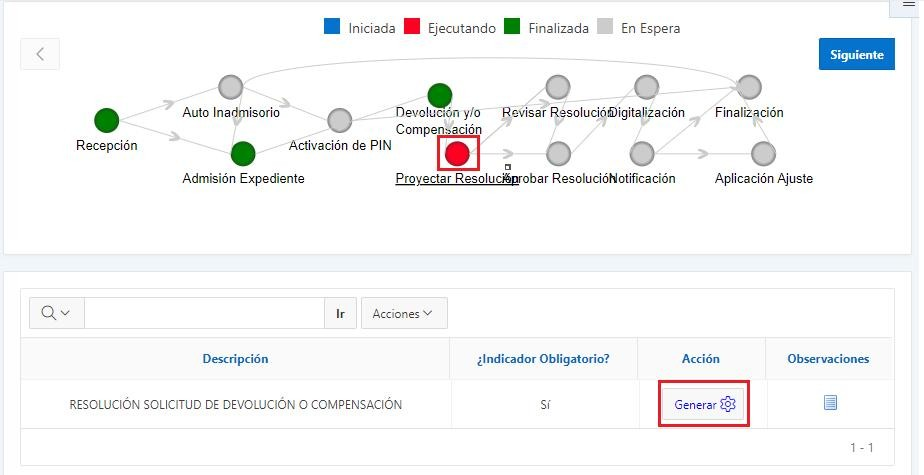 Iniciada Ejecutando Finalizada En Espera
Siguiente
Auto Inadmisorio
Devolución y/o
Compensación
Revisar Resolución
Digitalización
Finalización
Recepción
Activación de PIN
Admisión Expediente
Proyectar Resolución
Aprobar Resolución
Notificación
Aplicación Ajuste
Ir
Acciones
Descripción ¿Indicador Obligatorio? Acción Observaciones
RESOLUCIÓN SOLICITUD DE DEVOLUCIÓN O COMPENSACIÓN Sí Generar
1 - 1